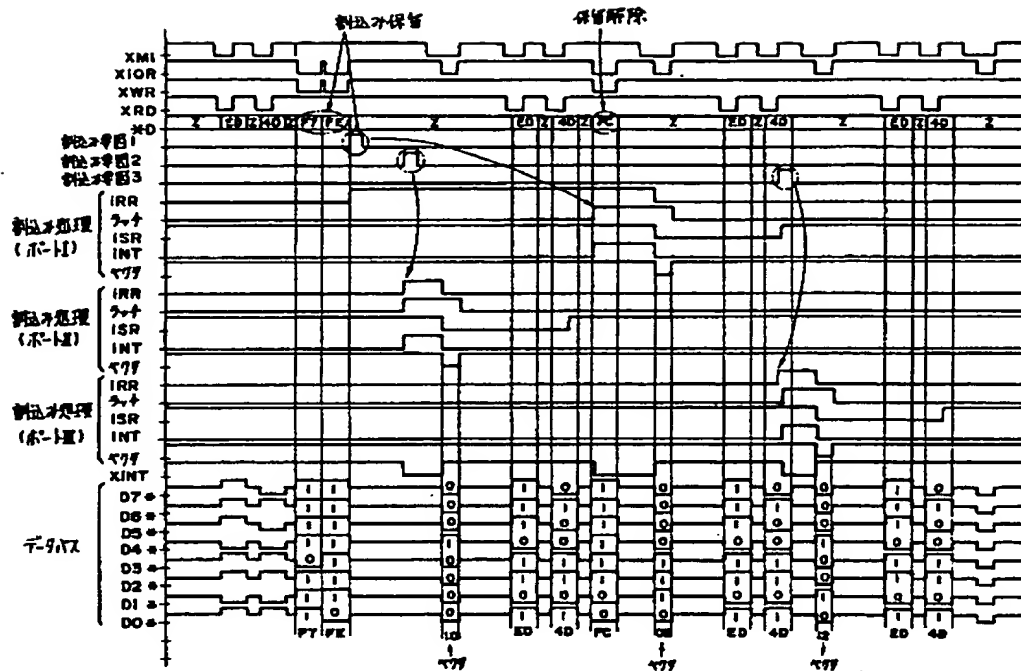 割込み保留
保留解除
XM1
XIOR
XWR
XRD
XD
Z ED Z 4D Z F7 FE Z ED Z 4D Z FC Z ED Z 4D Z ED Z 4D Z
割込み要因1
割込み要因2
割込み要因3
割込み処理
(ポートI)
IRR
ラッチ
ISR
INT
ベクタ
割込み処理
(ポートII)
IRR
ラッチ
ISR
INT
ベクタ
割込み処理
(ポートIII)
IRR
ラッチ
ISR
INT
ベクタ
XINT
データバス
D7*
D6*
D5*
D4*
D3*
D2*
D1*
D0*
F7 FE 10 ED 4D FC ED 4D 12 ED 4D
ベクタ ベクタ ベクタ